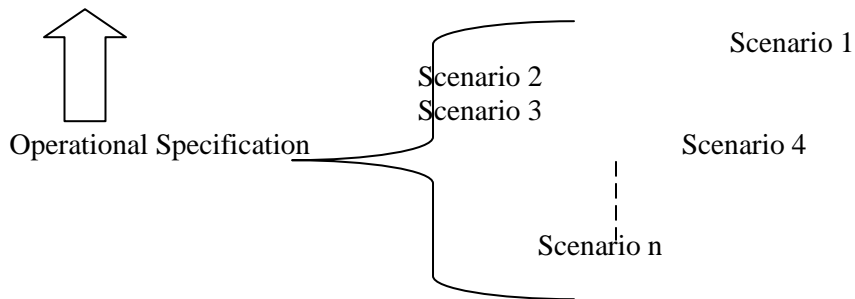 Scenario 1
Scenario 2
Scenario 3
Operational Specification
Scenario 4
Scenario n